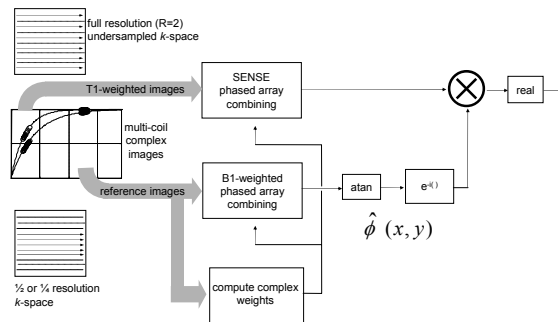 full resolution (R=2)
undersampled k-space
T1-weighted images
SENSE
phased array
combining
real
multi-coil
complex
images
reference images
B1-weighted
phased array
combining
atan
e^-i( )
ϕ̂ (x, y)
½ or ¼ resolution
k-space
compute complex
weights